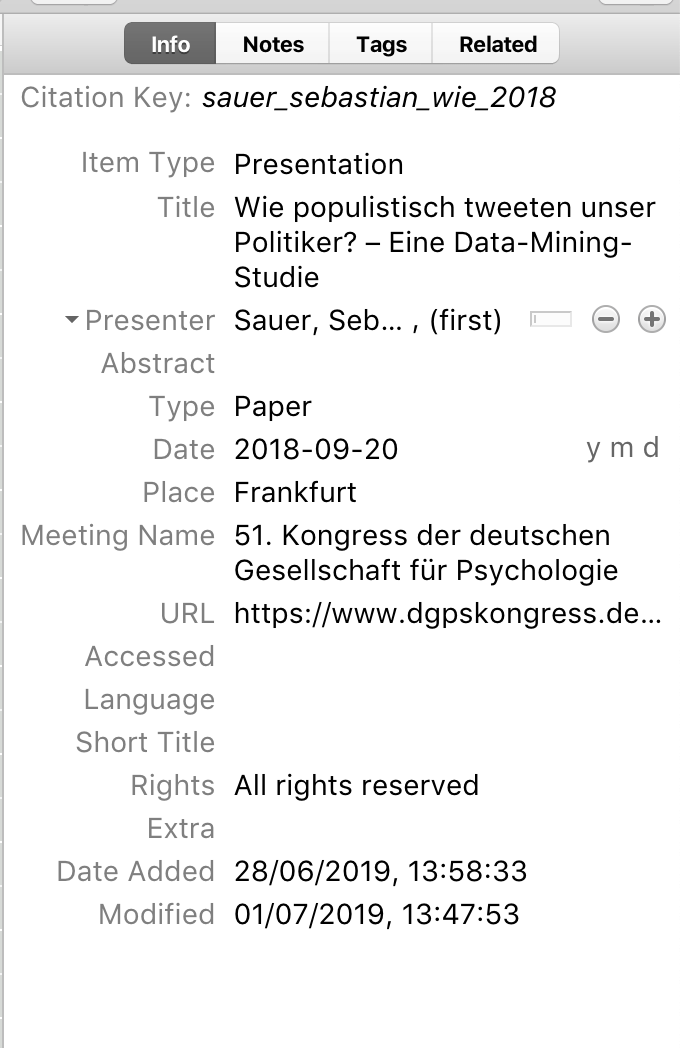 Info Notes Tags Related
Citation Key: sauer_sebastian_wie_2018
Item Type Presentation
Title Wie populistisch tweeten unser
Politiker? – Eine Data-Mining-
Studie
Presenter Sauer, Seb... , (first)
Abstract
Type Paper
Date 2018-09-20 y m d
Place Frankfurt
Meeting Name 51. Kongress der deutschen
Gesellschaft für Psychologie
URL https://www.dgpskongress.de...
Accessed
Language
Short Title
Rights All rights reserved
Extra
Date Added 28/06/2019, 13:58:33
Modified 01/07/2019, 13:47:53